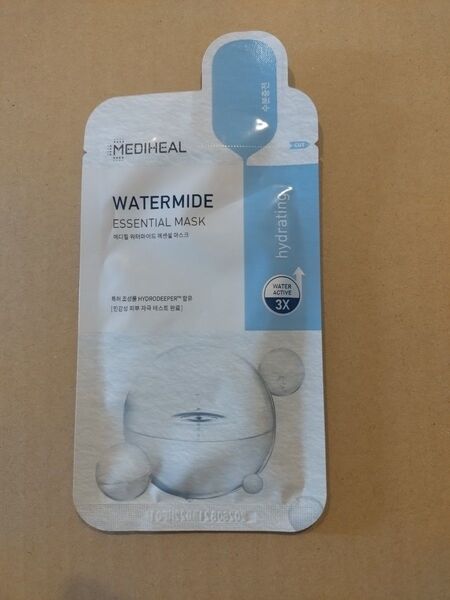 수분충전
CUT
MEDIHEAL
WATERMIDE
ESSENTIAL MASK
메디힐 워터마이드 에센셜 마스크
hydrating
WATER
ACTIVE
3X
특허 조성물 HYDRODEEPER™ 함유
[민감성 피부 자극 테스트 완료]